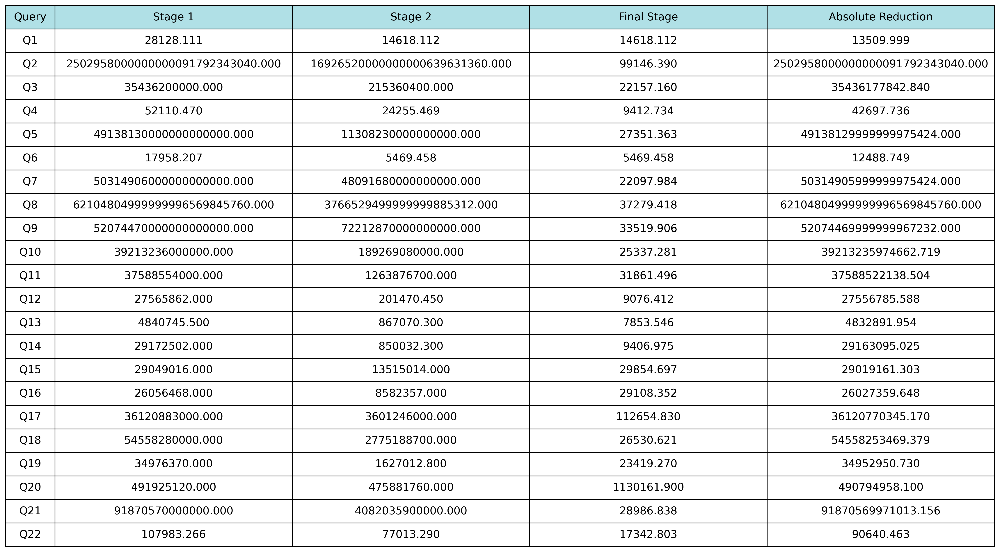 Query Stage 1 Stage 2 Final Stage Absolute Reduction
Q1 28128.111 14618.112 14618.112 13509.999
Q2 2502958000000000091792343040.000 16926520000000000639631360.000 99146.390 2502958000000000091792343040.000
Q3 35436200000.000 215360400.000 22157.160 35436177842.840
Q4 52110.470 24255.469 9412.734 42697.736
Q5 49138130000000000000.000 11308230000000000.000 27351.363 49138129999999975424.000
Q6 17958.207 5469.458 5469.458 12488.749
Q7 50314906000000000000.000 48091680000000000.000 22097.984 50314905999999975424.000
Q8 62104804999999996569845760.000 3766529499999999885312.000 37279.418 62104804999999996569845760.000
Q9 52074470000000000000.000 72212870000000000.000 33519.906 52074469999999967232.000
Q10 39213236000000.000 189269080000.000 25337.281 39213235974662.719
Q11 37588554000.000 1263876700.000 31861.496 37588522138.504
Q12 27565862.000 201470.450 9076.412 27556785.588
Q13 4840745.500 867070.300 7853.546 4832891.954
Q14 29172502.000 850032.300 9406.975 29163095.025
Q15 29049016.000 13515014.000 29854.697 29019161.303
Q16 26056468.000 8582357.000 29108.352 26027359.648
Q17 36120883000.000 3601246000.000 112654.830 36120770345.170
Q18 54558280000.000 2775188700.000 26530.621 54558253469.379
Q19 34976370.000 1627012.800 23419.270 34952950.730
Q20 491925120.000 475881760.000 1130161.900 490794958.100
Q21 91870570000000.000 4082035900000.000 28986.838 91870569971013.156
Q22 107983.266 77013.290 17342.803 90640.463